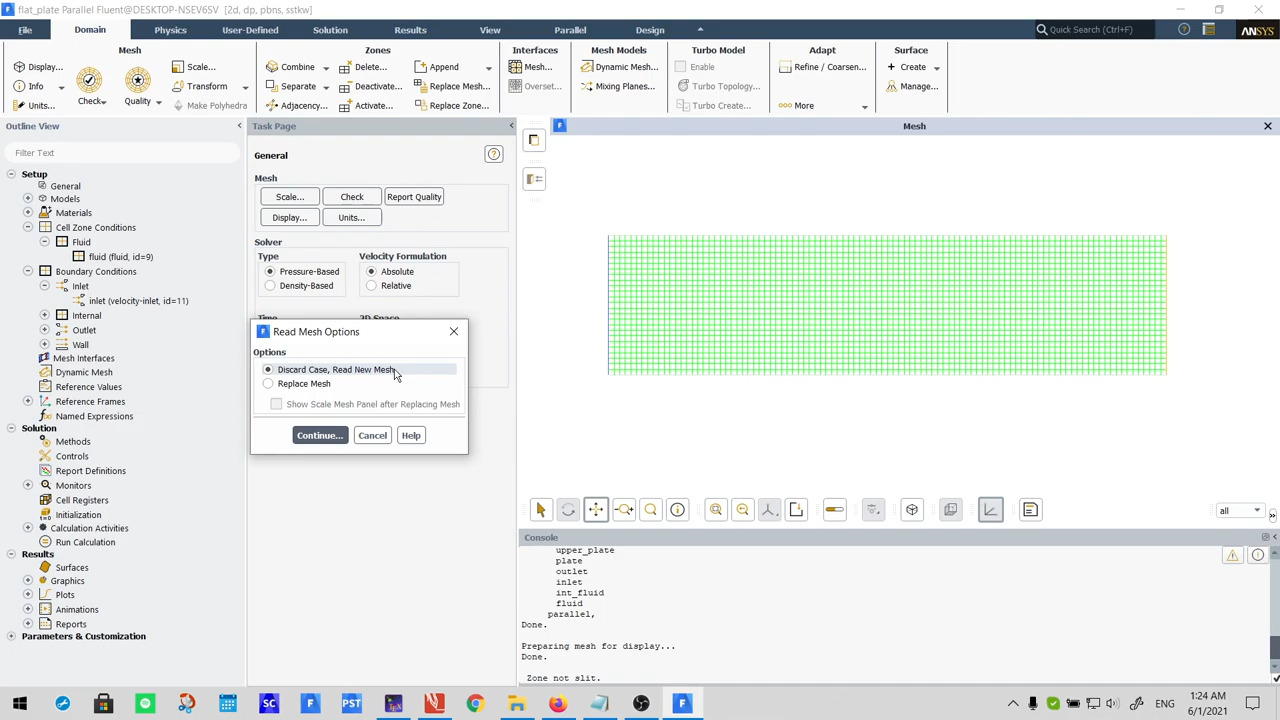 flat_plate Parallel Fluent@DESKTOP-NSEV6SV [2d, dp, pbns, sstkw]
File Domain Physics User-Defined Solution Results View Parallel Design Quick Search (Ctrl+F) ANSYS
Mesh Zones Interfaces Mesh Models Turbo Model Adapt Surface
Display... Scale... Combine Delete... Append Mesh... Dynamic Mesh... Enable Refine / Coarsen... Create
Info Check Quality Transform Separate Deactivate... Replace Mesh... Overset... Mixing Planes... Turbo Topology... Manage...
Units... Make Polyhedra Adjacency... Activate... Replace Zone... Turbo Create... More
Outline View
Filter Text
Setup
General
Models
Materials
Cell Zone Conditions
Fluid
fluid (fluid, id=9)
Boundary Conditions
Inlet
inlet (velocity-inlet, id=11)
Internal
Outlet
Wall
Mesh Interfaces
Dynamic Mesh
Reference Values
Reference Frames
Named Expressions
Solution
Methods
Controls
Report Definitions
Monitors
Cell Registers
Initialization
Calculation Activities
Run Calculation
Results
Surfaces
Graphics
Plots
Animations
Reports
Parameters & Customization
Task Page
General
Mesh
Scale... Check Report Quality
Display... Units...
Solver
Type Velocity Formulation
Pressure-Based Absolute
Density-Based Relative
Time 2D Space
Read Mesh Options
Options
Discard Case, Read New Mesh
Replace Mesh
Show Scale Mesh Panel after Replacing Mesh
Continue... Cancel Help
Mesh
all
Console
upper_plate
plate
outlet
inlet
int_fluid
fluid
parallel,
Done.
Preparing mesh for display...
Done.
Zone not slit.
SC F PST ENG 1:24 AM
6/1/2021